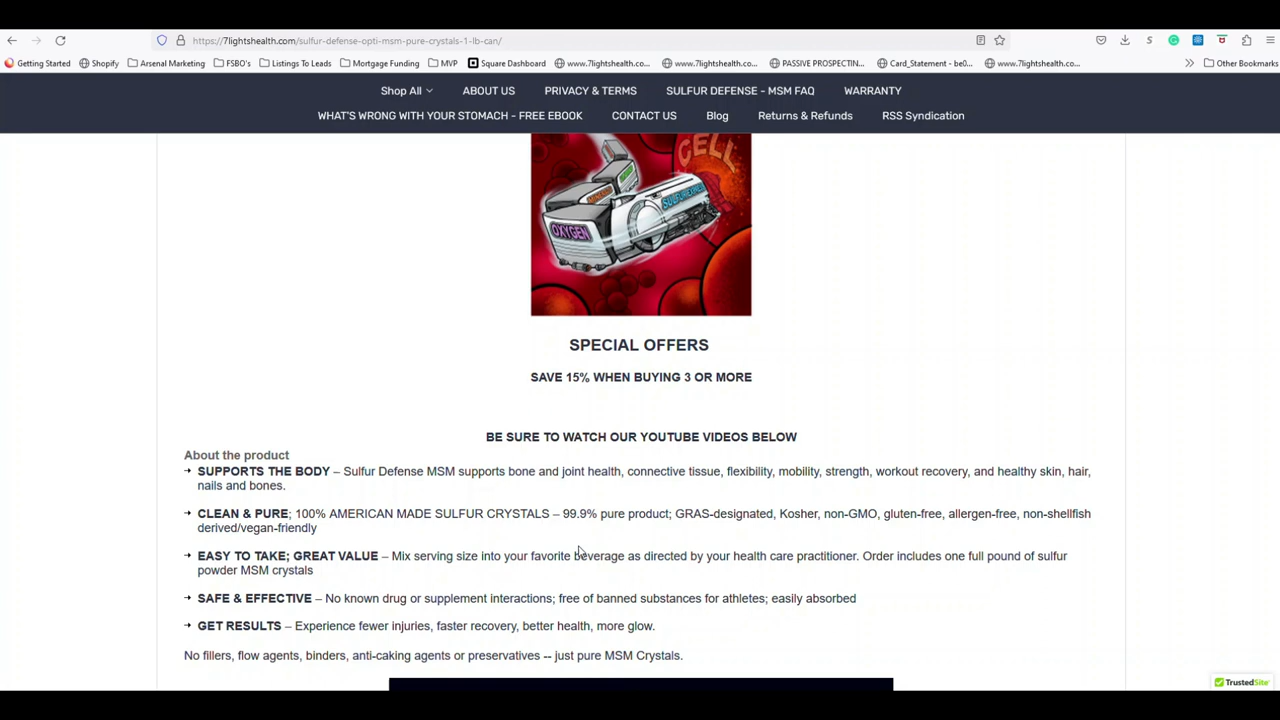 https://7lightshealth.com/sulfur-defense-opti-msm-pure-crystals-1-lb-can/
Getting Started Shopify Arsenal Marketing FSBO's Listings To Leads Mortgage Funding MVP Square Dashboard www.7lightshealth.co... www.7lightshealth.co... PASSIVE PROSPECTIN... Card_Statement - be0... www.7lightshealth.co... Other Bookmarks
Shop All ABOUT US PRIVACY & TERMS SULFUR DEFENSE - MSM FAQ WARRANTY
WHAT'S WRONG WITH YOUR STOMACH - FREE EBOOK CONTACT US Blog Returns & Refunds RSS Syndication
CELL
OXYGEN
SPECIAL OFFERS
SAVE 15% WHEN BUYING 3 OR MORE
BE SURE TO WATCH OUR YOUTUBE VIDEOS BELOW
About the product
SUPPORTS THE BODY – Sulfur Defense MSM supports bone and joint health, connective tissue, flexibility, mobility, strength, workout recovery, and healthy skin, hair,
nails and bones.
CLEAN & PURE; 100% AMERICAN MADE SULFUR CRYSTALS – 99.9% pure product; GRAS-designated, Kosher, non-GMO, gluten-free, allergen-free, non-shellfish
derived/vegan-friendly
EASY TO TAKE; GREAT VALUE – Mix serving size into your favorite beverage as directed by your health care practitioner. Order includes one full pound of sulfur
powder MSM crystals
SAFE & EFFECTIVE – No known drug or supplement interactions; free of banned substances for athletes; easily absorbed
GET RESULTS – Experience fewer injuries, faster recovery, better health, more glow.
No fillers, flow agents, binders, anti-caking agents or preservatives -- just pure MSM Crystals.
TrustedSite